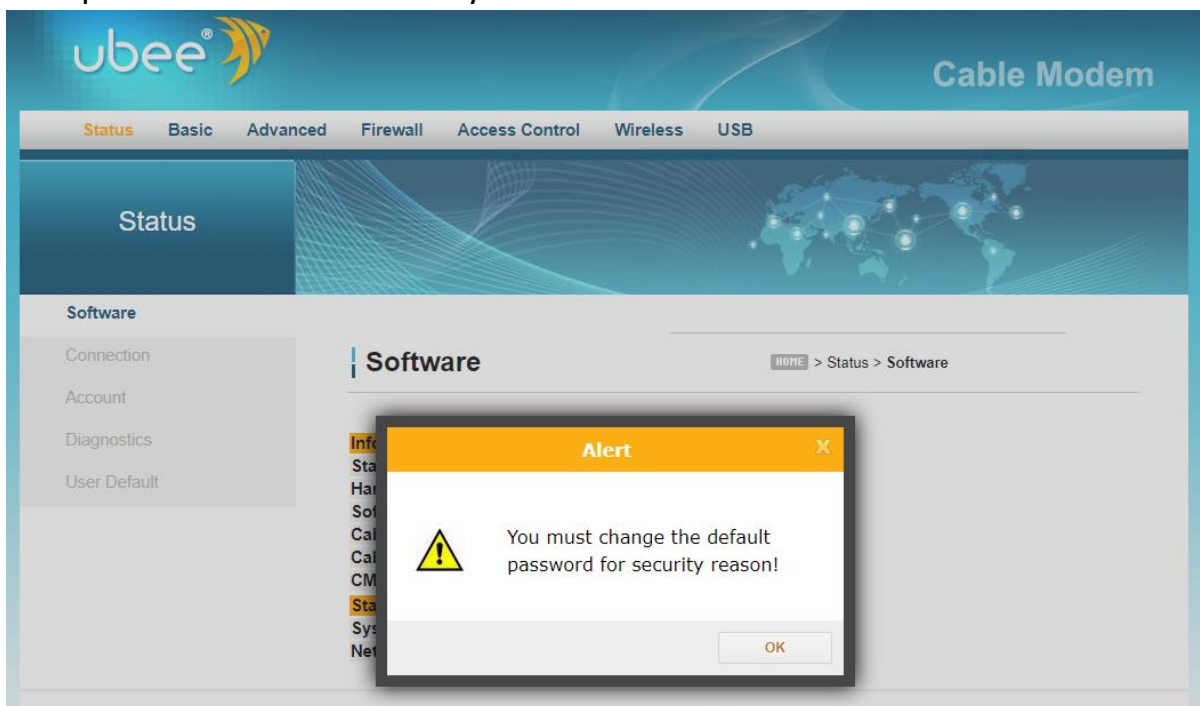 ubee®
Cable Modem
Status Basic Advanced Firewall Access Control Wireless USB
Status
Software
Connection
Account
Diagnostics
User Default
Software
HOME > Status > Software
Alert X
You must change the default
password for security reason!
OK